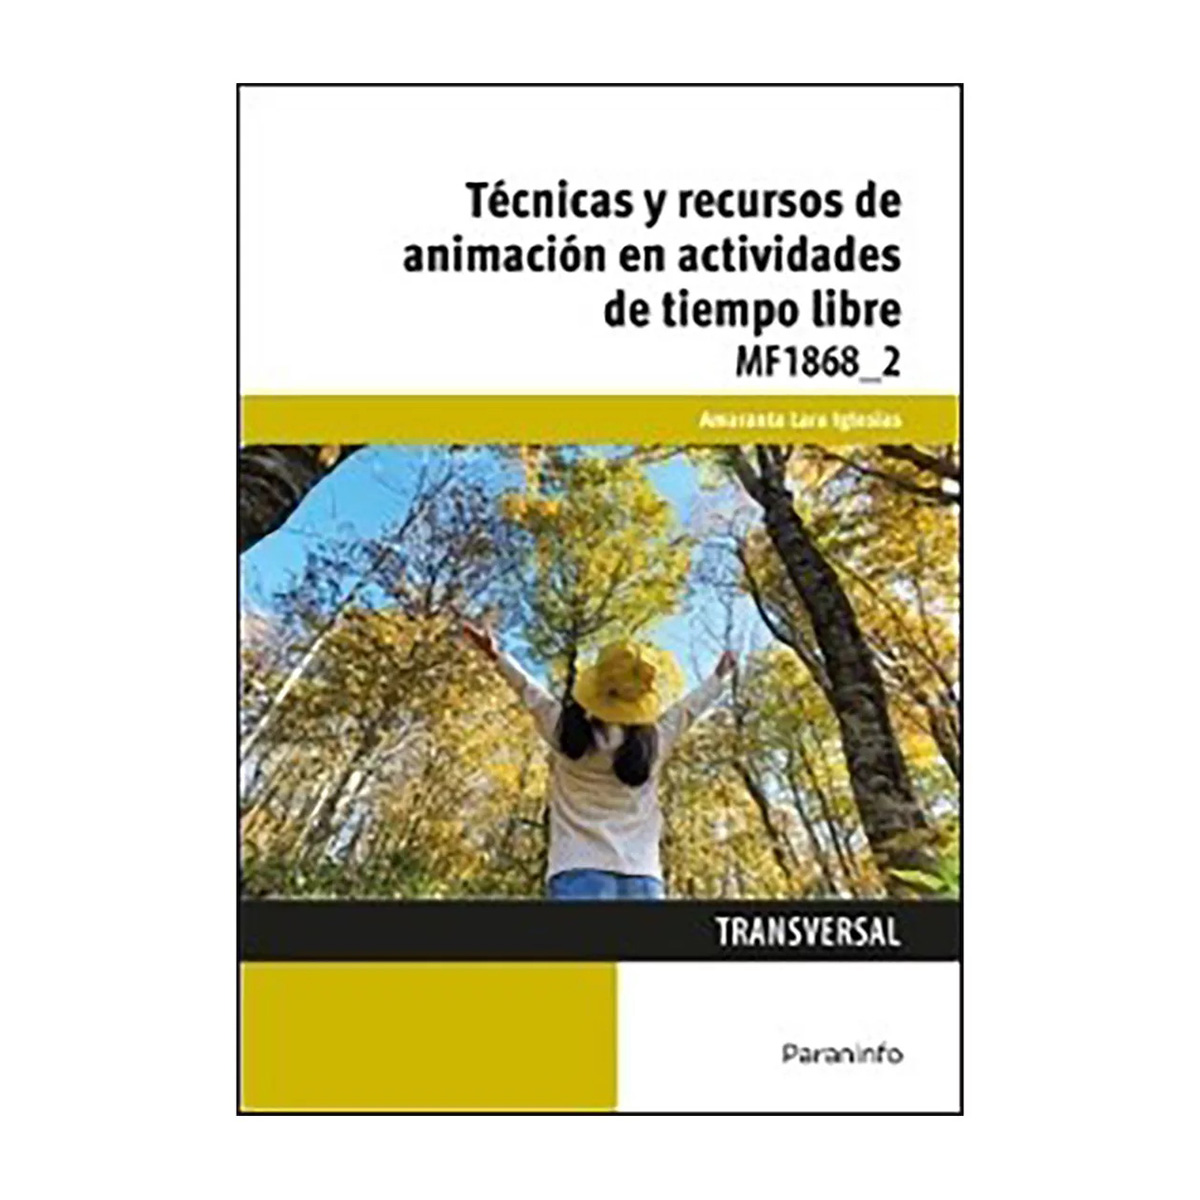 Técnicas y recursos de
animación en actividades
de tiempo libre
MF1868_2
Amaranta Lara Iglesias
TRANSVERSAL
Paraninfo